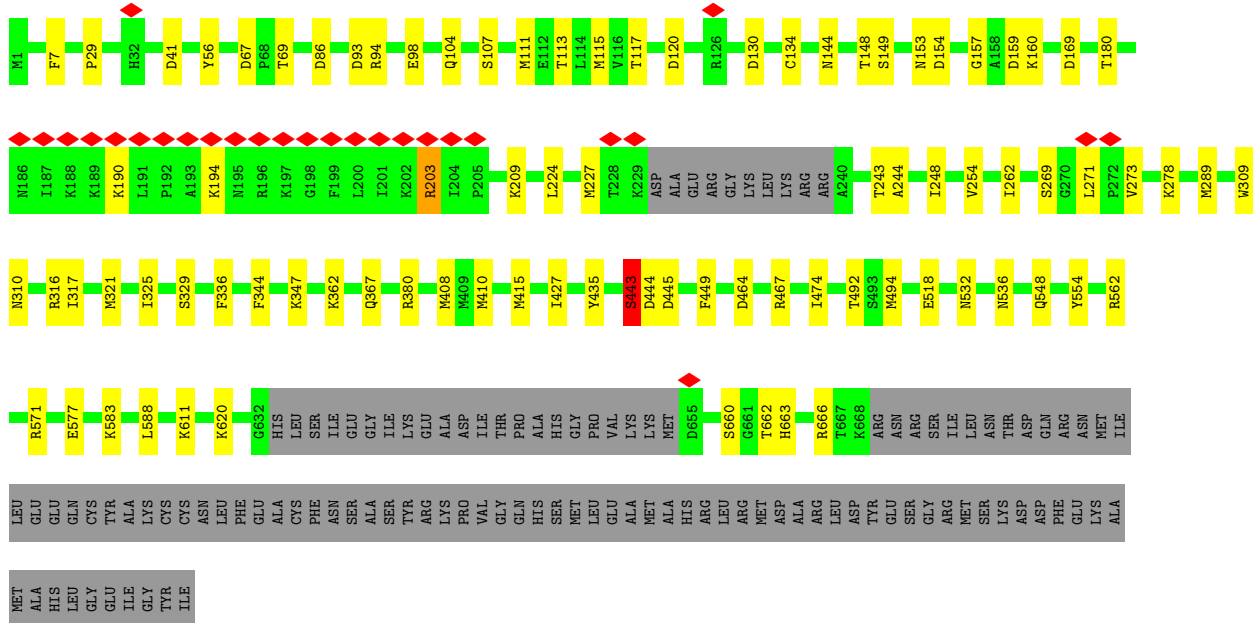 M1 F7 P29 H32 D41 Y56 D67 P68 T69 D86 D93 R94 E98 Q104 S107 M111 E112 T113 L114 M115 V116 T117 D120 R126 D130 C134 N144 T148 S149 N153 D154 G157 A158 D159 K160 D169 T180
N186 I187 K188 K189 K190 L191 P192 A193 K194 N195 R196 K197 G198 F199 L200 I201 K202 R203 I204 P205 K209 L224 M227 T228 K229 ASP ALA GLU ARG GLY LYS LEU LYS ARG ARG A240 T243 A244 I248 V254 I262 S269 G270 L271 P272 V273 K278 M289 W309
N310 R316 I317 M321 I325 S329 F336 F344 K347 K362 Q367 R380 M408 M409 M410 M415 I427 Y435 S443 D444 D445 F449 D464 R467 I474 T492 S493 M494 E518 N532 N536 Q548 Y554 R562
R571 E577 K583 L588 K611 K620 G632 HIS LEU SER ILE GLU GLY ILE LYS GLU ALA ASP ILE THR PRO ALA HIS GLY PRO VAL LYS LYS MET D655 S660 G661 T662 H663 R666 T667 K668 ARG ASN ARG SER ILE LEU ASN THR ASP GLN ARG ASN MET ILE
LEU GLU GLU GLN CYS TYR ALA LYS CYS CYS ASN LEU PHE GLU ALA CYS PHE ASN SER ALA SER TYR ARG LYS PRO VAL GLY GLN HIS SER MET LEU GLU ALA MET ALA HIS ARG LEU ARG MET ASP ALA ARG LEU ASP TYR GLU SER GLY ARG MET SER LYS ASP ASP PHE GLU LYS ALA
MET ALA HIS LEU GLY GLU ILE GLY TYR ILE